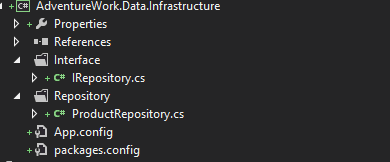 C# AdventureWork.Data.Infrastructure
Properties
References
Interface
C# IRepository.cs
Repository
C# ProductRepository.cs
App.config
packages.config